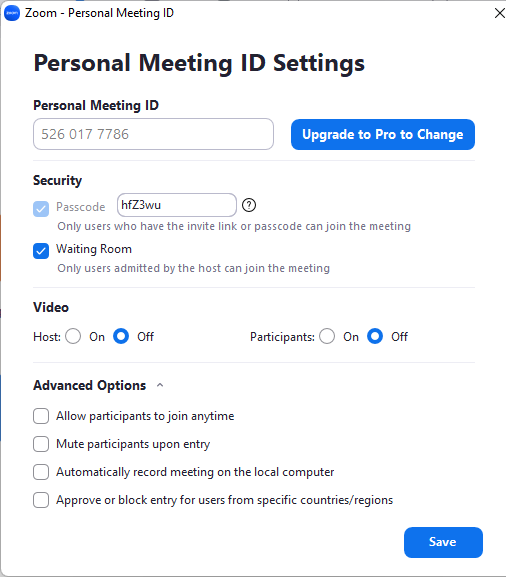 zoom
Zoom - Personal Meeting ID
Personal Meeting ID Settings
Personal Meeting ID
526 017 7786
Upgrade to Pro to Change
Security
Passcode hfZ3wu ?
Only users who have the invite link or passcode can join the meeting
Waiting Room
Only users admitted by the host can join the meeting
Video
Host: On Off Participants: On Off
Advanced Options
Allow participants to join anytime
Mute participants upon entry
Automatically record meeting on the local computer
Approve or block entry for users from specific countries/regions
Save